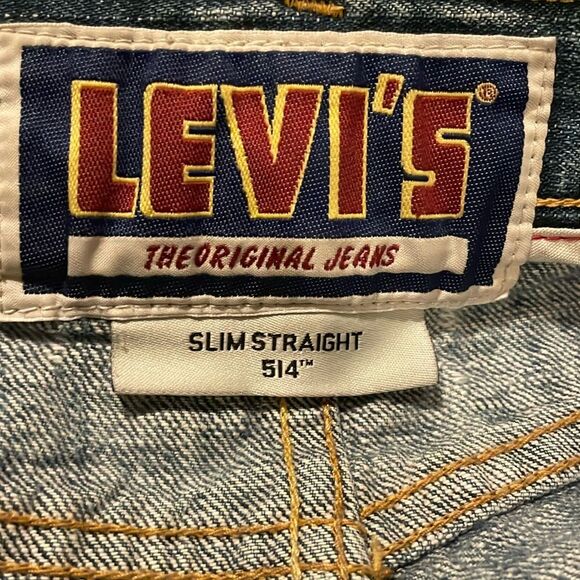 LEVI'S®
THE ORIGINAL JEANS
SLIM STRAIGHT
514™